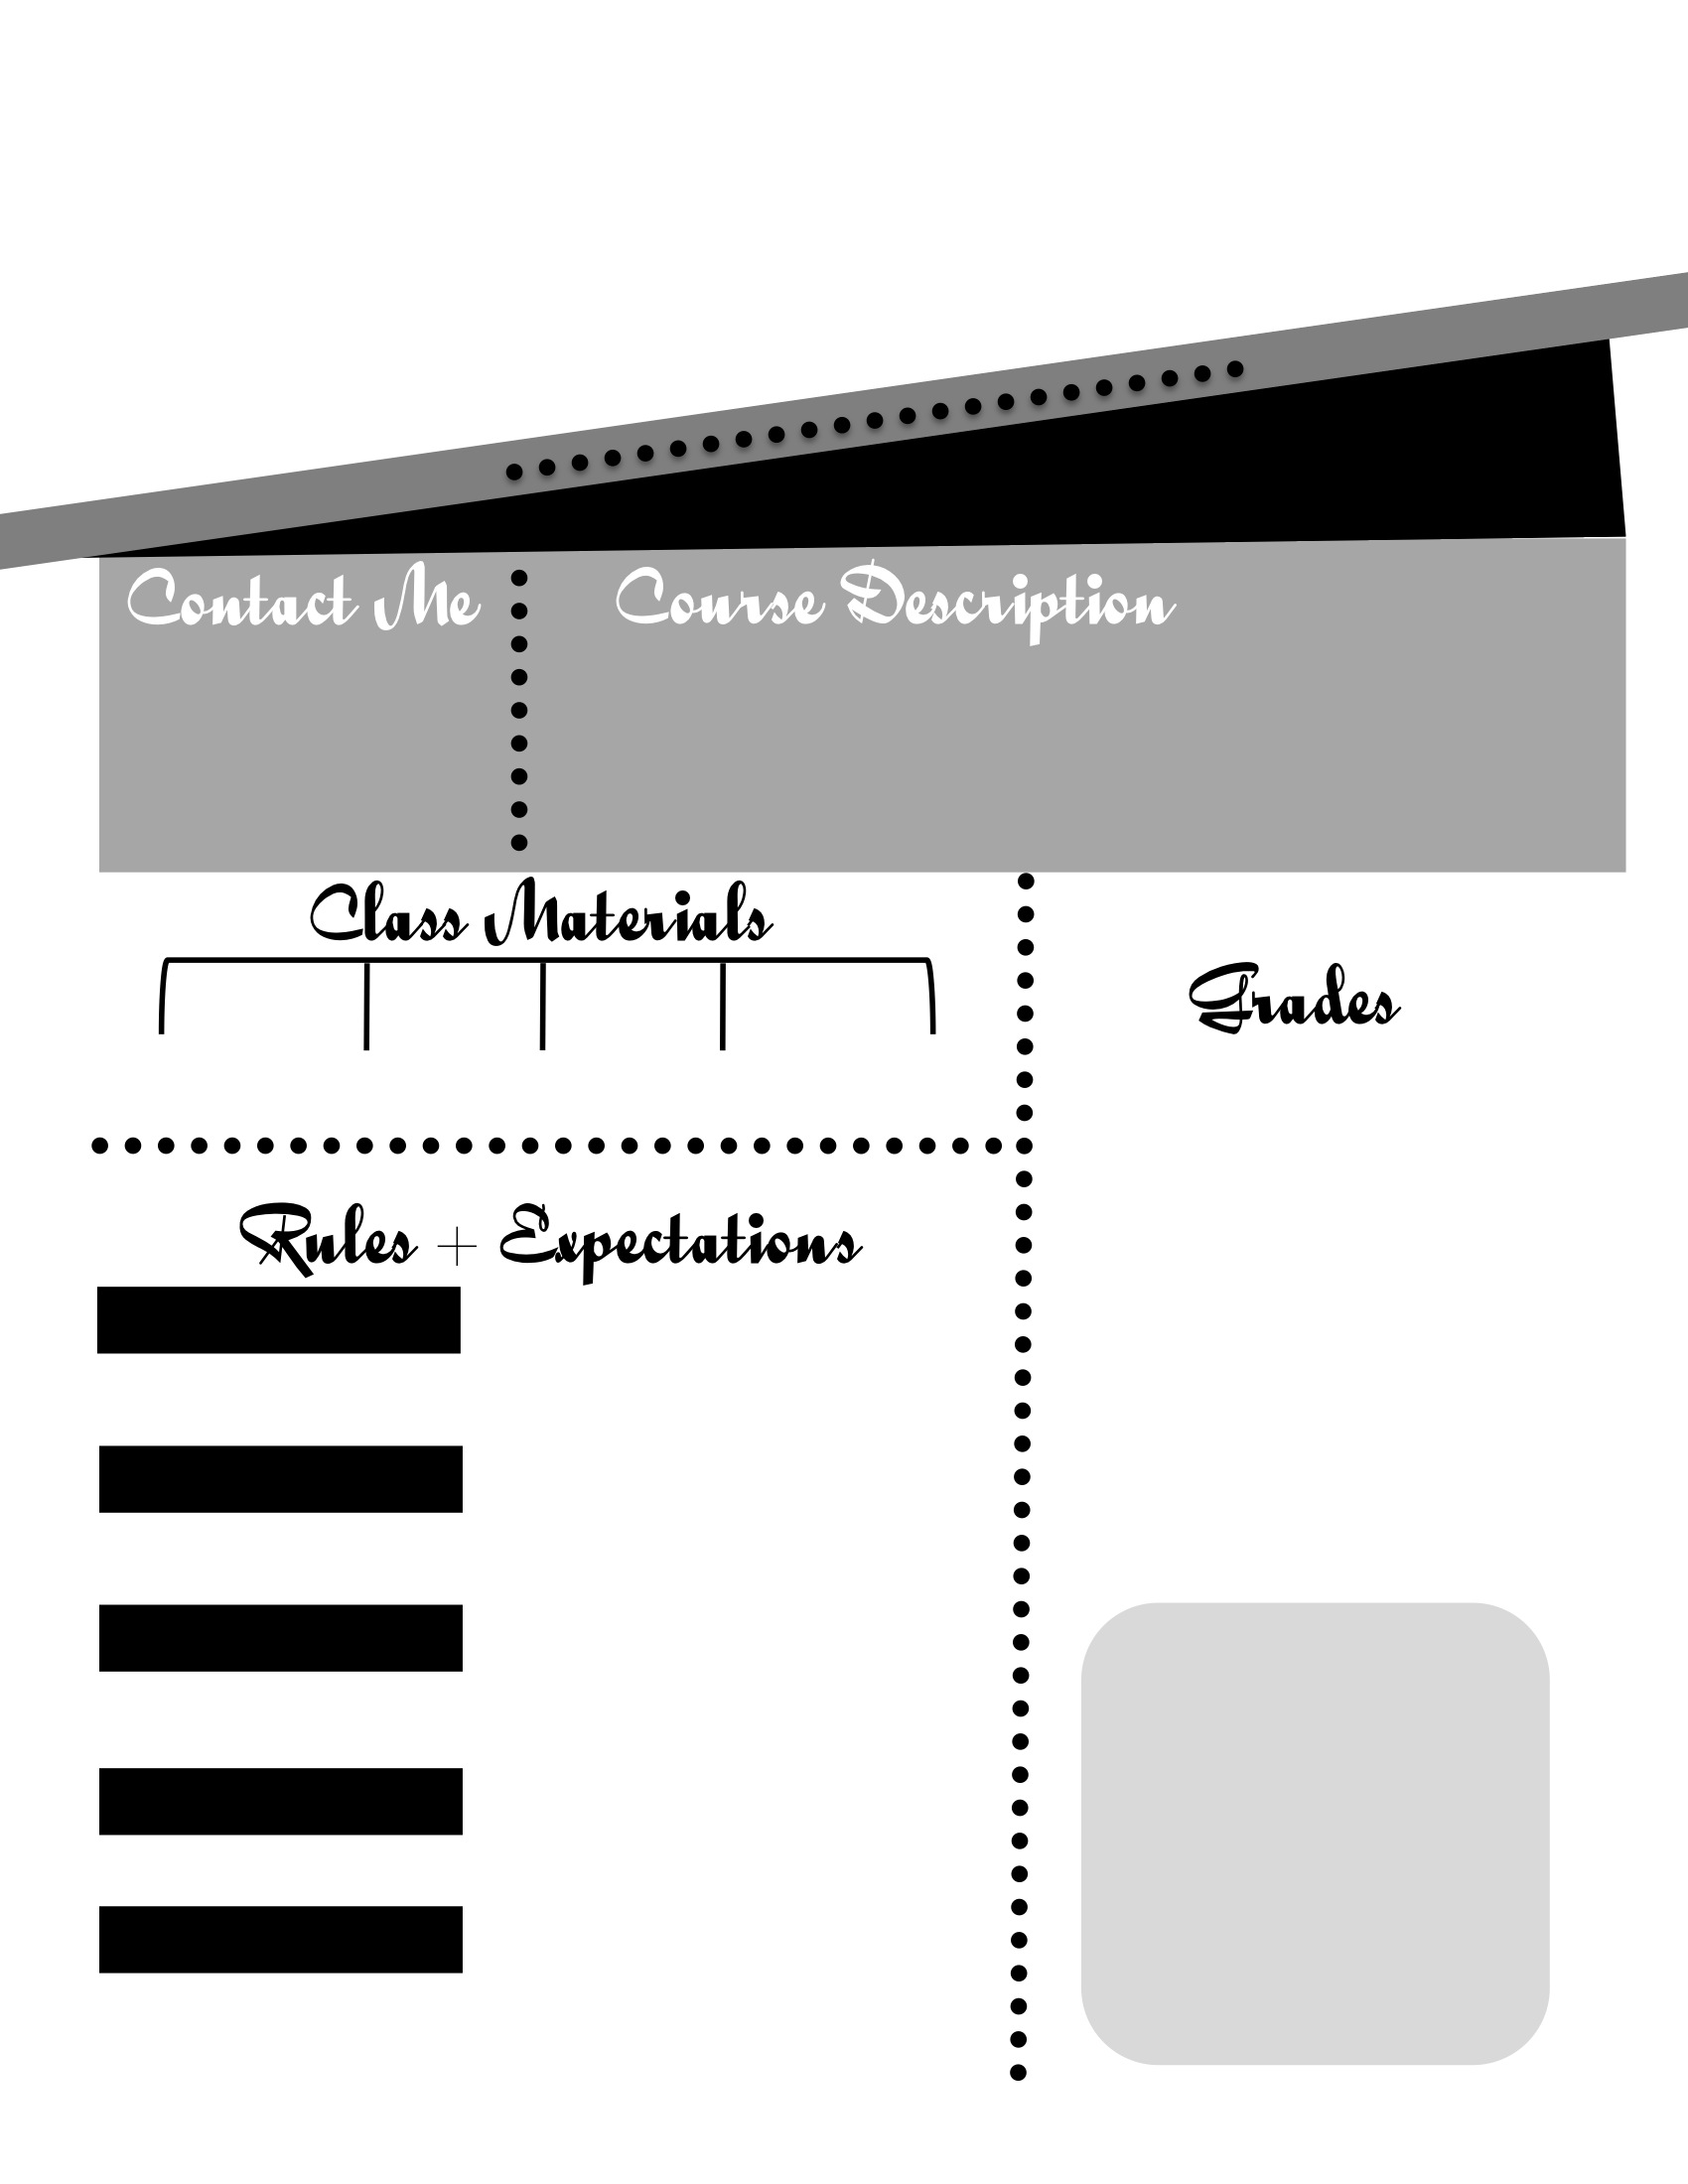 Contact Me
Course Description
Class Materials
Grades
Rules + Expectations